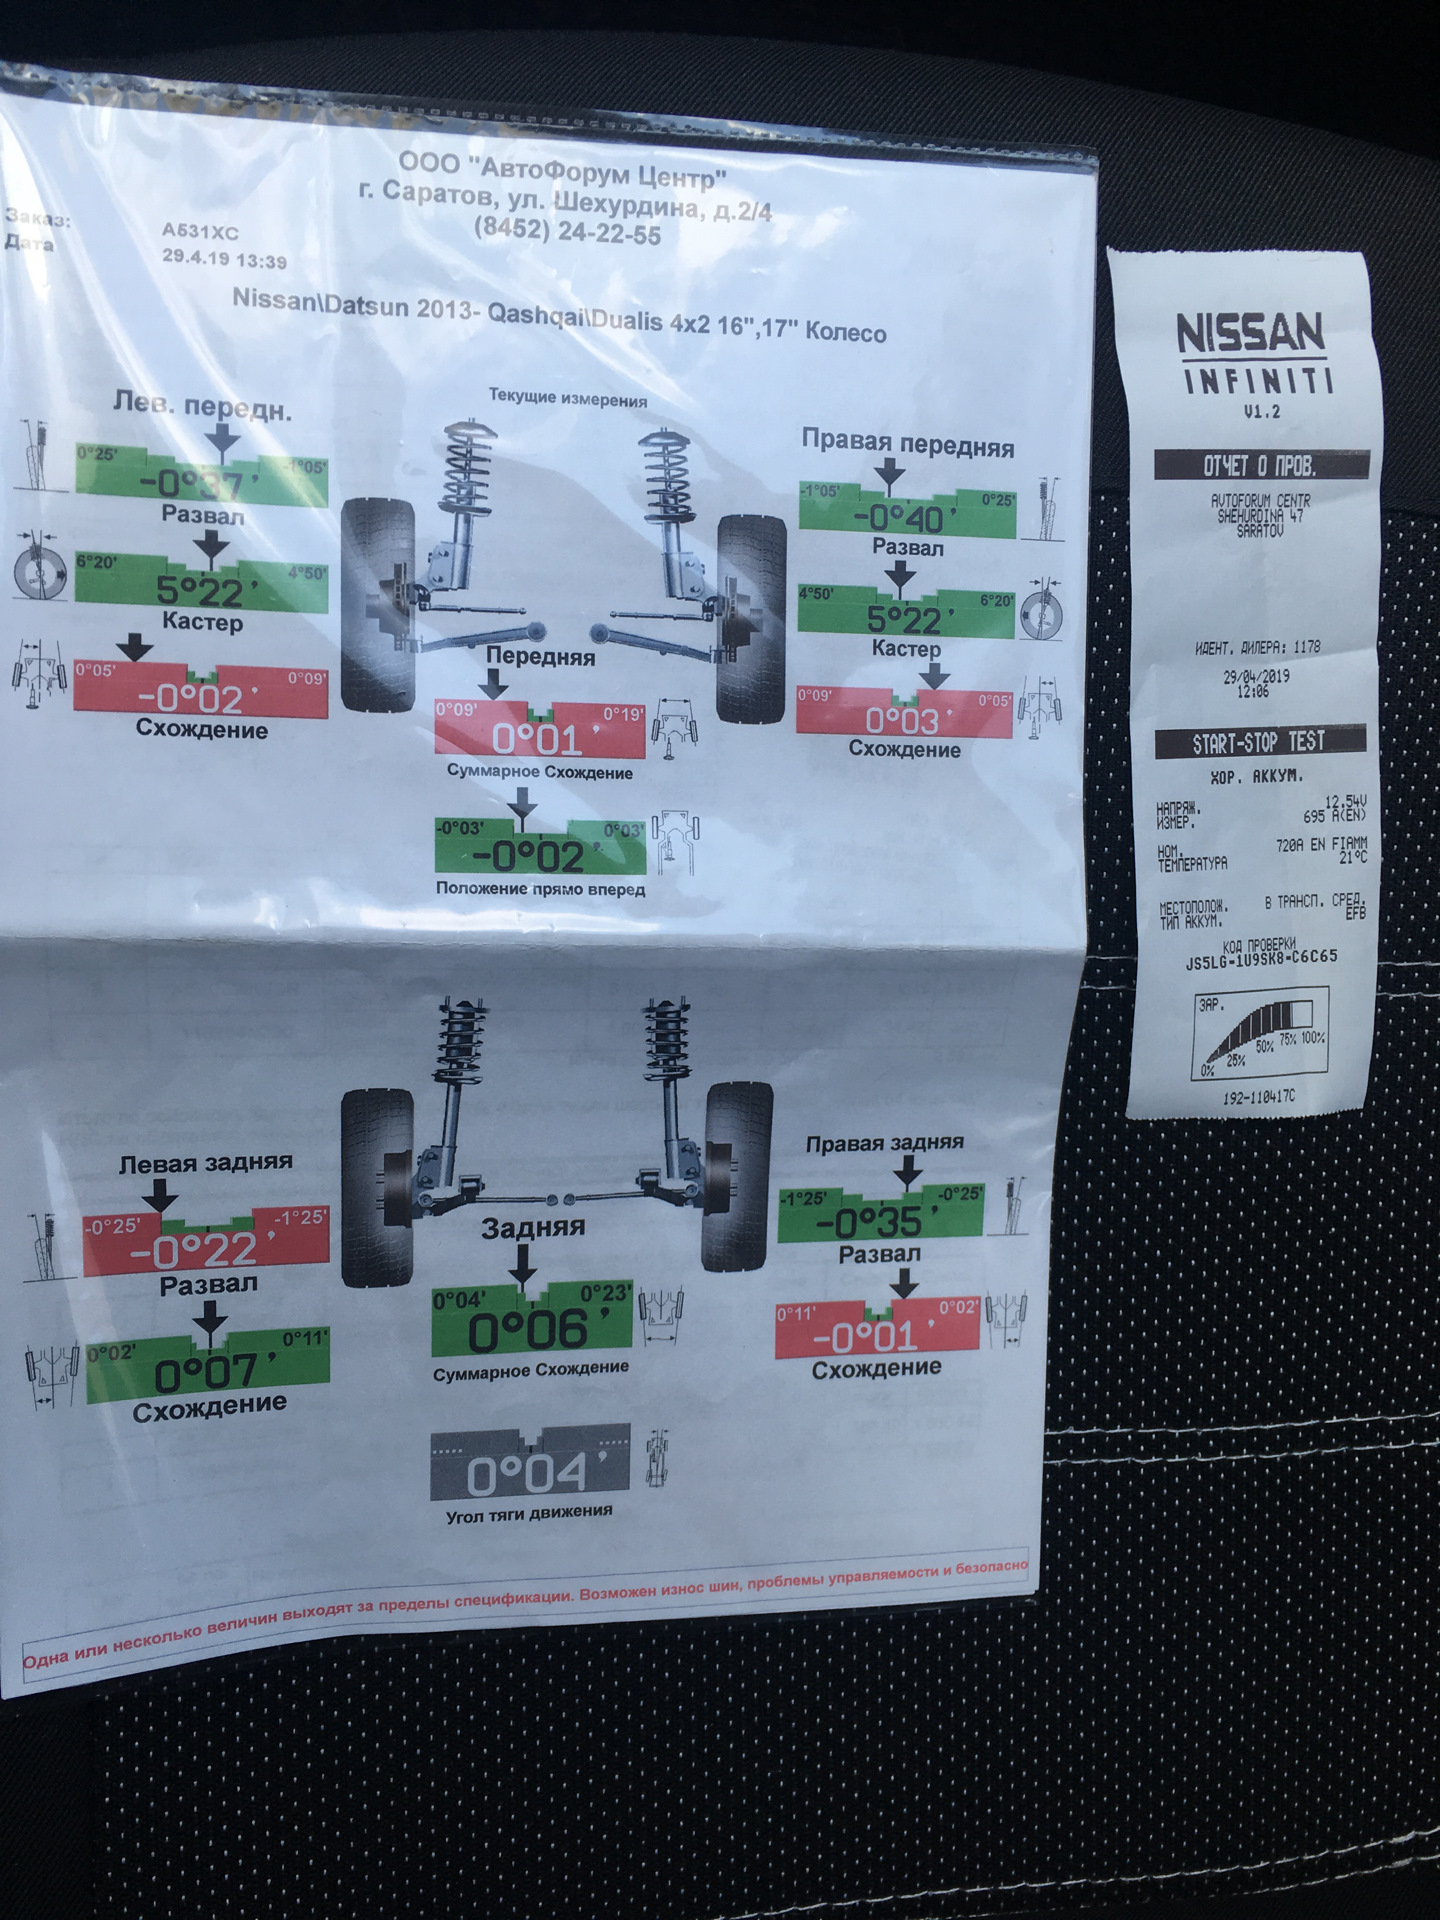 ООО "АвтоФорум Центр"
г. Саратов, ул. Шехурдина, д.2/4
(8452) 24-22-55
Заказ: A531XC
Дата 29.4.19 13:39
Nissan\Datsun 2013- Qashqai\Dualis 4x2 16",17" Колесо
Текущие измерения
Лев. передн.
0°25' -1°05'
-0°37'
Развал
6°20' 4°50'
5°22'
Кастер
0°05' 0°09'
-0°02'
Схождение
Передняя
0°09' 0°19'
0°01'
Суммарное Схождение
-0°03' 0°03'
-0°02'
Положение прямо вперед
Правая передняя
-1°05' 0°25'
-0°40'
Развал
4°50' 6°20'
5°22'
Кастер
0°09' 0°05'
0°03'
Схождение
Левая задняя
-0°25' -1°25'
-0°22'
Развал
0°02' 0°11'
0°07'
Схождение
Задняя
0°04' 0°23'
0°06'
Суммарное Схождение
0°04'
Угол тяги движения
Правая задняя
-1°25' -0°25'
-0°35'
Развал
0°11' 0°02'
-0°01'
Схождение
Одна или несколько величин выходят за пределы спецификации. Возможен износ шин, проблемы управляемости и безопасно
NISSAN
INFINITI
V1.2
ОТЧЕТ О ПРОВ.
AVTOFORUM CENTR
SHEHURDINA 47
SARATOV
ИДЕНТ. ДИЛЕРА: 1178
29/04/2019
12:06
START-STOP TEST
ХОР. АККУМ.
НАПРЯЖ. 12.54V
ИЗМЕР. 695 A(EN)
НОМ. 720A EN FIAMM
ТЕМПЕРАТУРА 21°C
МЕСТОПОЛОЖ. В ТРАНСП. СРЕД.
ТИП АККУМ. EFB
КОД ПРОВЕРКИ
JS5LG-1U9SK8-C6C65
ЗАР.
0% 25% 50% 75% 100%
192-110417C